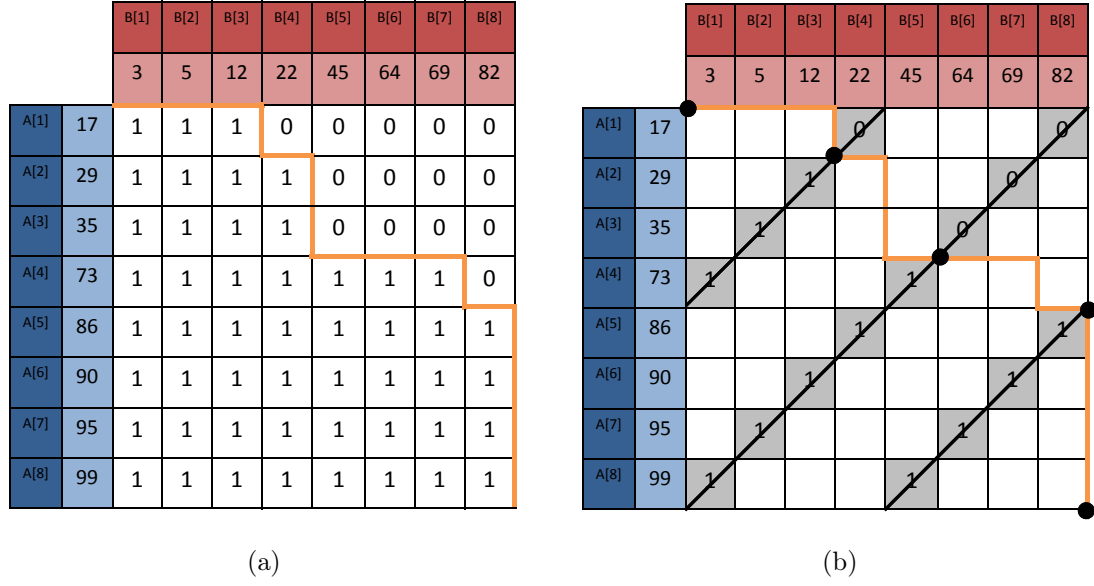 B[1] B[2] B[3] B[4] B[5] B[6] B[7] B[8]
3 5 12 22 45 64 69 82
A[1] 17 1 1 1 0 0 0 0 0
A[2] 29 1 1 1 1 0 0 0 0
A[3] 35 1 1 1 1 0 0 0 0
A[4] 73 1 1 1 1 1 1 1 0
A[5] 86 1 1 1 1 1 1 1 1
A[6] 90 1 1 1 1 1 1 1 1
A[7] 95 1 1 1 1 1 1 1 1
A[8] 99 1 1 1 1 1 1 1 1
(a)
B[1] B[2] B[3] B[4] B[5] B[6] B[7] B[8]
3 5 12 22 45 64 69 82
A[1] 17 0 0
A[2] 29 1 0
A[3] 35 1 0
A[4] 73 1 1
A[5] 86 1 1
A[6] 90 1 1
A[7] 95 1 1
A[8] 99 1 1
(b)